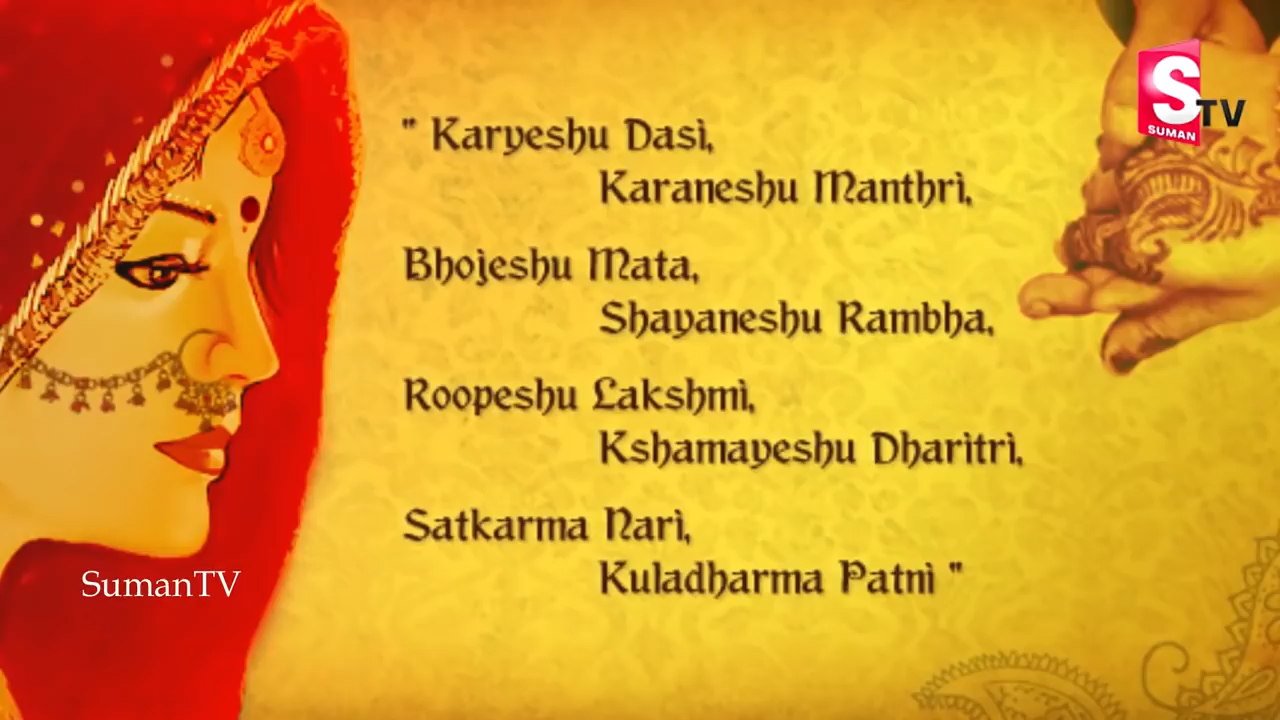 " Karyeshu Dasi,
Karaneshu Manthri,
Bhojeshu Mata,
Shayaneshu Rambha,
Roopeshu Lakshmi,
Kshamayeshu Dharitri,
Satkarma Nari,
Kuladharma Patni "
S TV
SUMAN
SumanTV